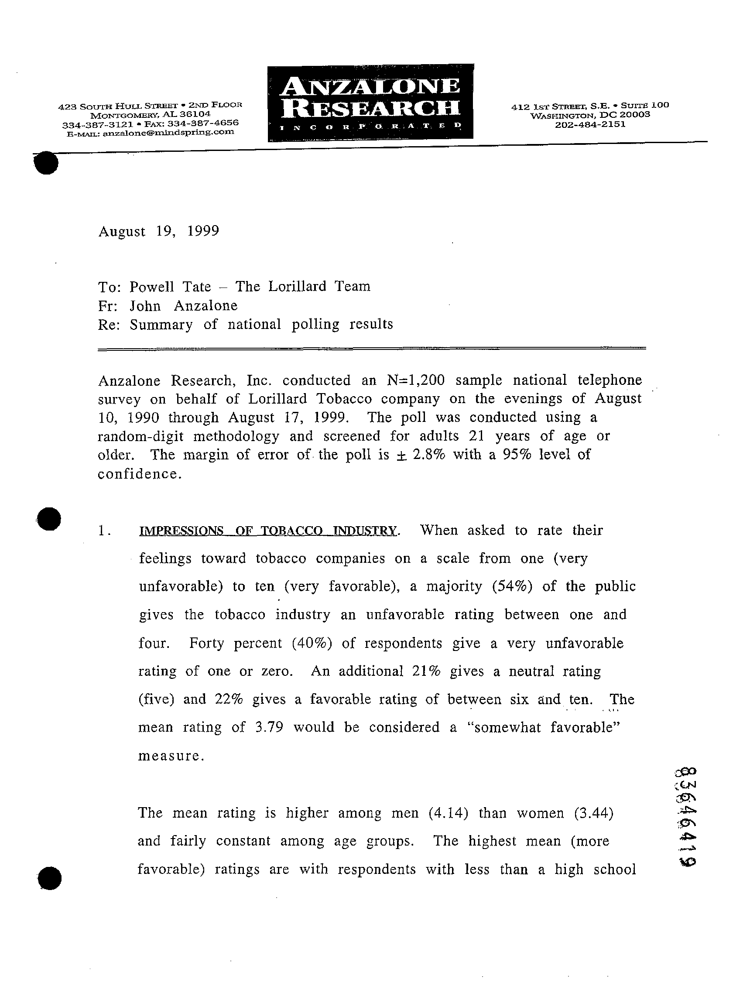 423 SOUTH HULL STREET • 2ND FLOOR
MONTGOMERY, AL 36104
334-387-3121 • FAX: 334-387-4656
E-MAIL: anzalone@mindspring.com
ANZALONE
RESEARCH
INCORPORATED
412 1ST STREET, S.E. • SUITE 100
WASHINGTON, DC 20003
202-484-2151
August 19, 1999
To: Powell Tate – The Lorillard Team
Fr: John Anzalone
Re: Summary of national polling results
Anzalone Research, Inc. conducted an N=1,200 sample national telephone
survey on behalf of Lorillard Tobacco company on the evenings of August
10, 1990 through August 17, 1999. The poll was conducted using a
random-digit methodology and screened for adults 21 years of age or
older. The margin of error of the poll is ± 2.8% with a 95% level of
confidence.
1. IMPRESSIONS OF TOBACCO INDUSTRY. When asked to rate their
feelings toward tobacco companies on a scale from one (very
unfavorable) to ten (very favorable), a majority (54%) of the public
gives the tobacco industry an unfavorable rating between one and
four. Forty percent (40%) of respondents give a very unfavorable
rating of one or zero. An additional 21% gives a neutral rating
(five) and 22% gives a favorable rating of between six and ten. The
mean rating of 3.79 would be considered a “somewhat favorable”
measure.
The mean rating is higher among men (4.14) than women (3.44)
and fairly constant among age groups. The highest mean (more
favorable) ratings are with respondents with less than a high school
83646419